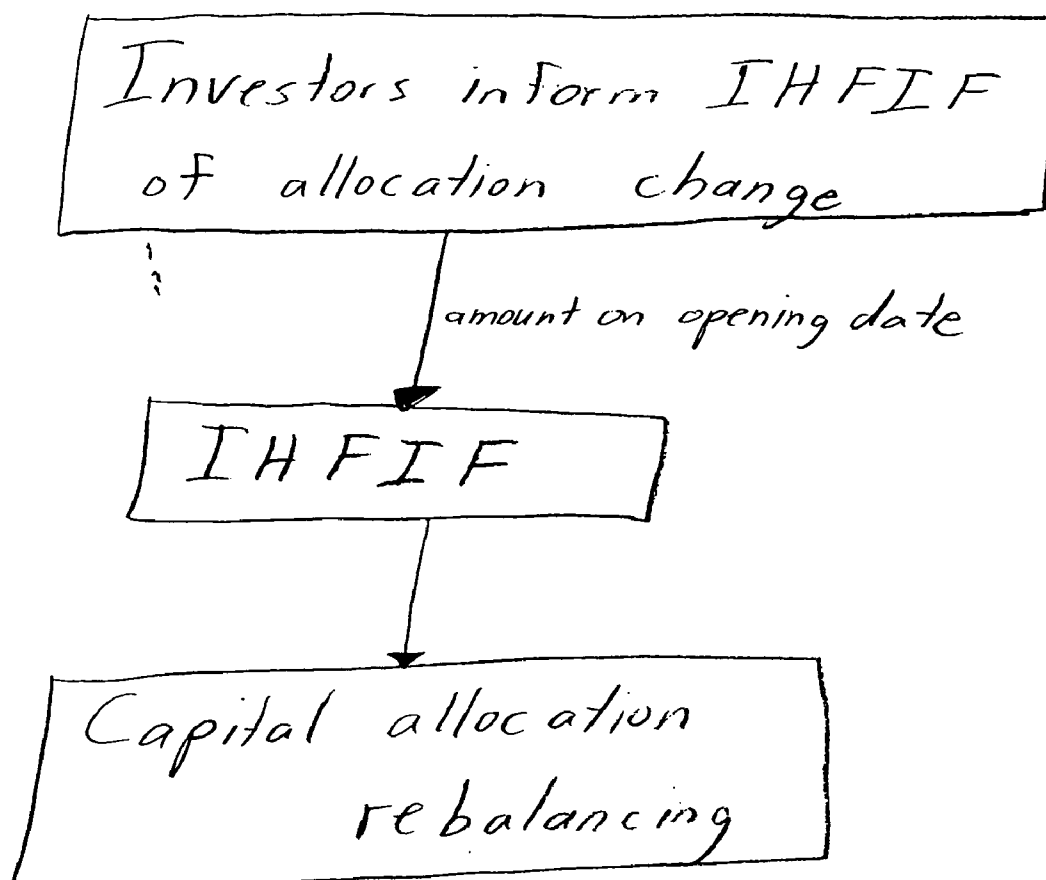 Investors inform IHFIF
of allocation change
amount on opening date
IHFIF
Capital allocation
rebalancing